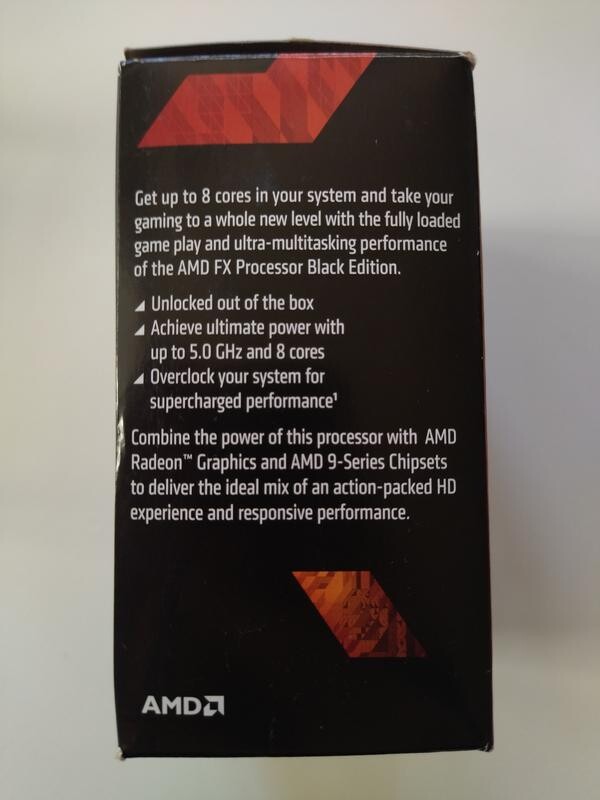 Get up to 8 cores in your system and take your
gaming to a whole new level with the fully loaded
game play and ultra-multitasking performance
of the AMD FX Processor Black Edition.
Unlocked out of the box
Achieve ultimate power with
up to 5.0 GHz and 8 cores
Overclock your system for
supercharged performance¹
Combine the power of this processor with AMD
Radeon™ Graphics and AMD 9-Series Chipsets
to deliver the ideal mix of an action-packed HD
experience and responsive performance.
AMD